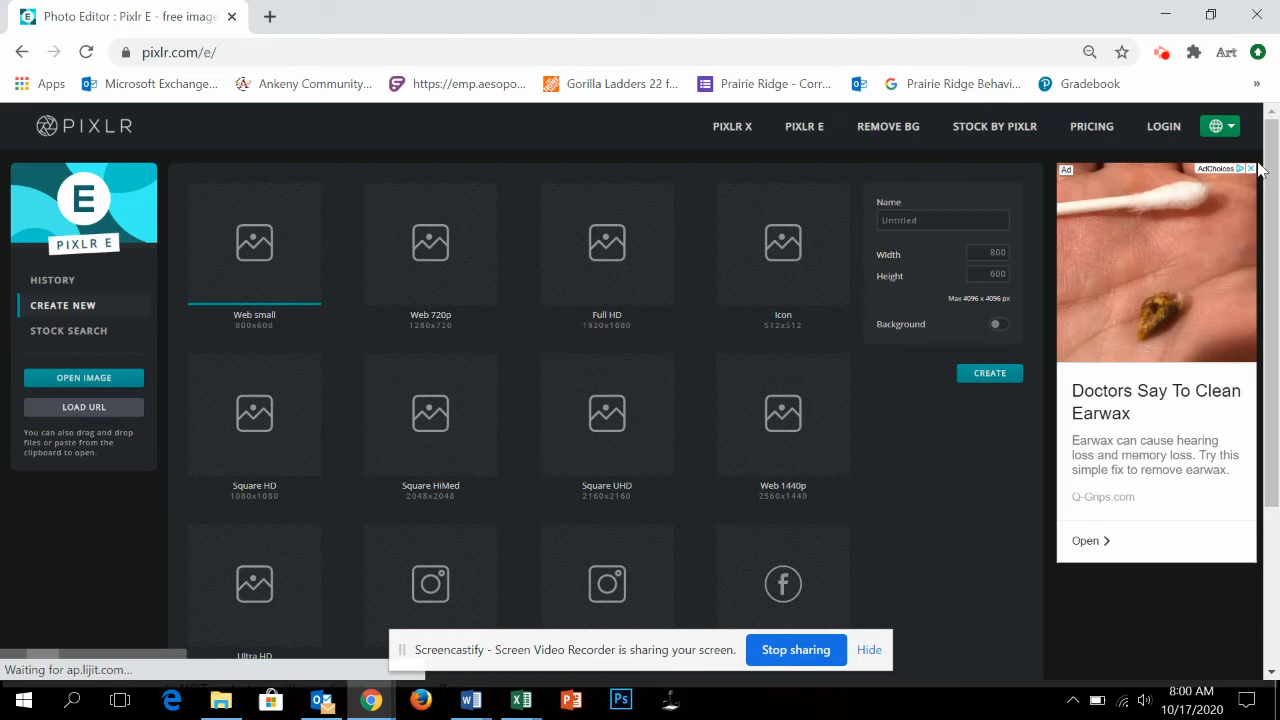 Photo Editor : Pixlr E - free image
pixlr.com/e/
Art
Apps
Microsoft Exchange...
Ankeny Community...
https://emp.aesopo...
Gorilla Ladders 22 f...
Prairie Ridge - Corr...
Prairie Ridge Behavi...
Gradebook
»
PIXLR
PIXLR X
PIXLR E
REMOVE BG
STOCK BY PIXLR
PRICING
LOGIN
E
PIXLR E
HISTORY
CREATE NEW
STOCK SEARCH
OPEN IMAGE
LOAD URL
You can also drag and drop
files or paste from the
clipboard to open.
Web small
800x600
Web 720p
1280x720
Full HD
1920x1080
Icon
512x512
Square HD
1080x1080
Square HiMed
2048x2048
Square UHD
2160x2160
Web 1440p
2560x1440
Ultra HD
Name
Untitled
Width
800
Height
600
Max 4096 x 4096 px
Background
CREATE
Ad
AdChoices
Doctors Say To Clean
Earwax
Earwax can cause hearing
loss and memory loss. Try this
simple fix to remove earwax.
Q-Grips.com
Open
Screencastify - Screen Video Recorder is sharing your screen.
Stop sharing
Hide
Waiting for ap.lijit.com...
8:00 AM
10/17/2020